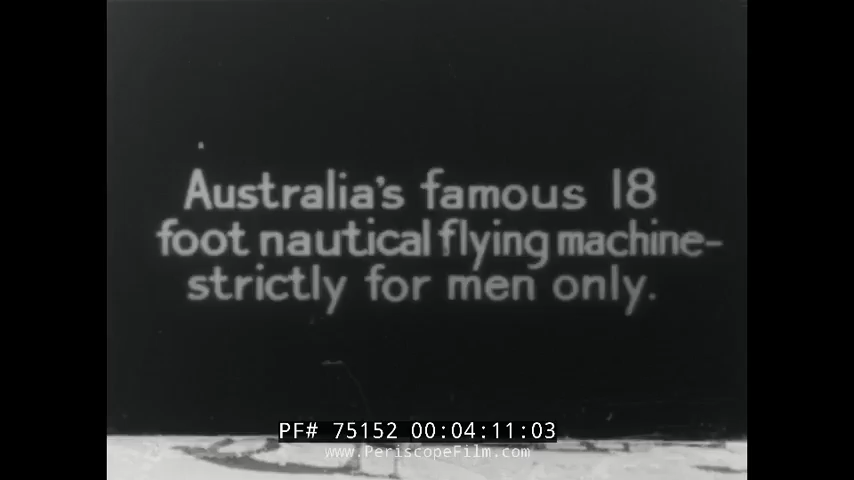 Australia's famous 18
foot nautical flying machine-
strictly for men only.
PF# 75152 00:04:11:03
www.PeriscopeFilm.com